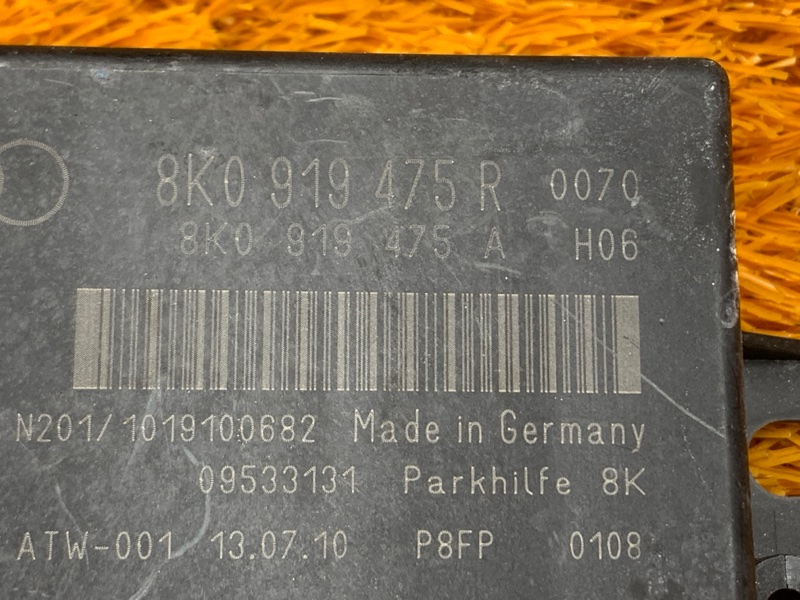 8K0 919 475 R 0070
8K0 919 475 A H06
N201/1019100682 Made in Germany
09533131 Parkhilfe 8K
ATW-001 13.07.10 P8FP 0108